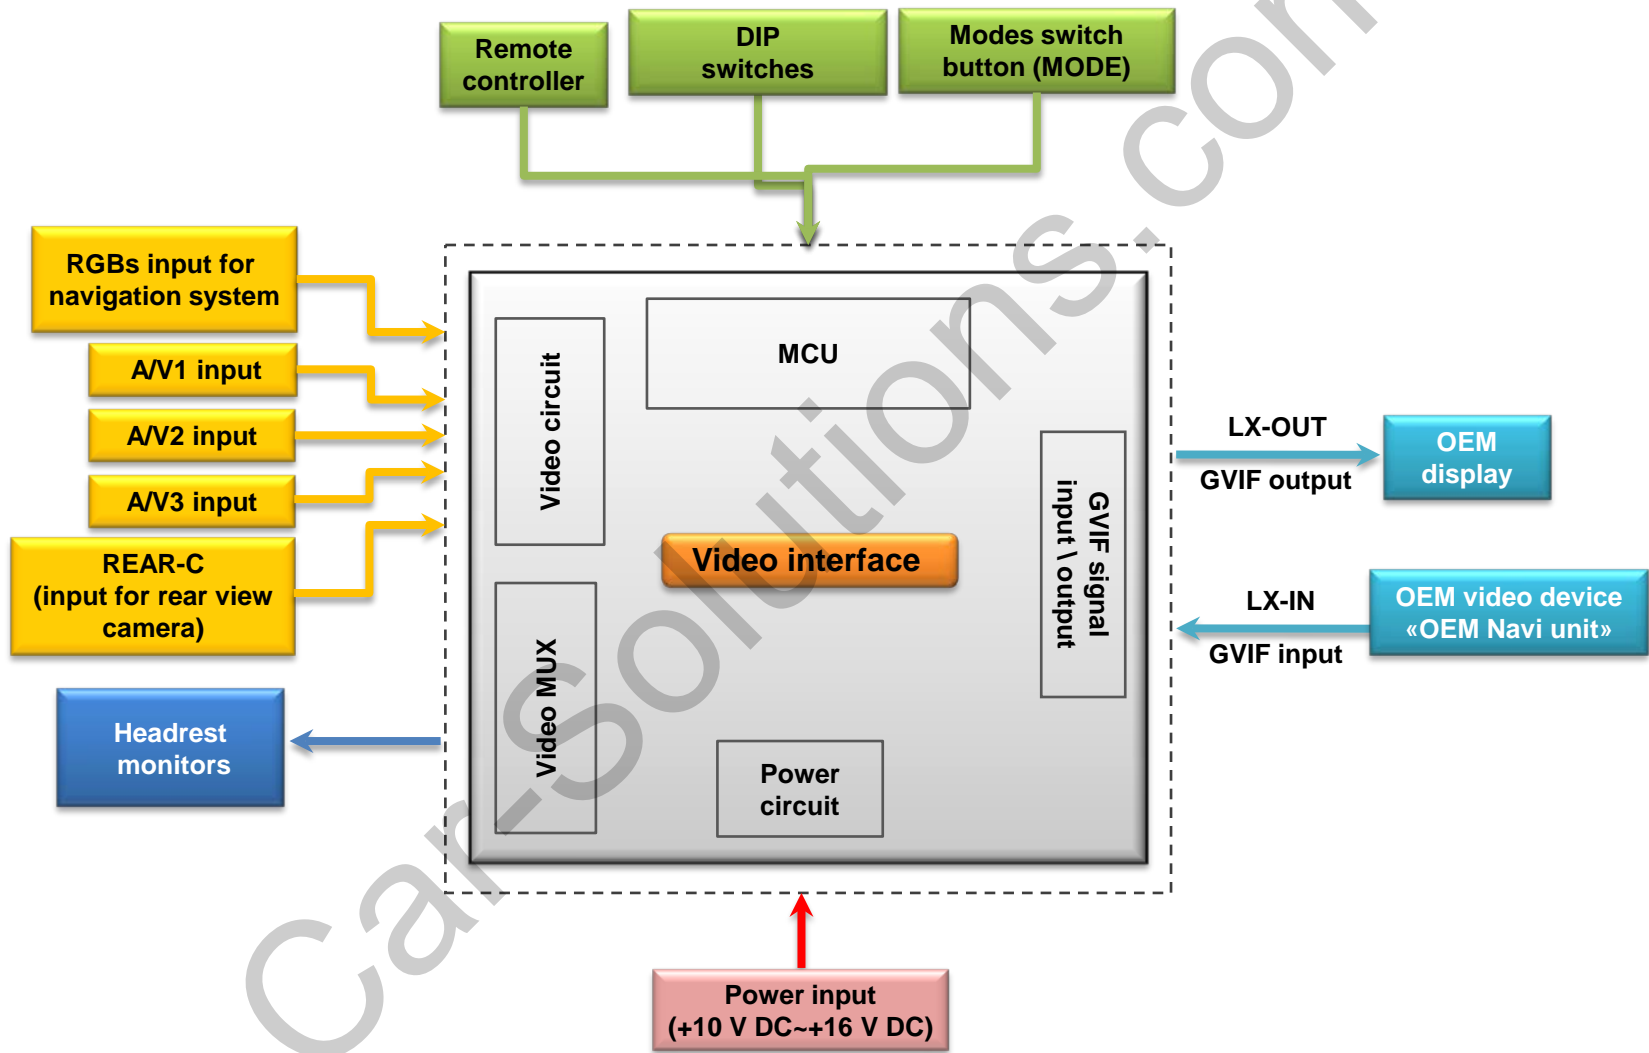 Remote
controller
DIP
switches
Modes switch
button (MODE)
RGBs input for
navigation system
A/V1 input
A/V2 input
A/V3 input
REAR-C
(input for rear view
camera)
Headrest
monitors
Video circuit
MCU
Video interface
Video MUX
Power
circuit
GVIF signal
input \ output
LX-OUT
GVIF output
OEM
display
LX-IN
GVIF input
OEM video device
«OEM Navi unit»
Power input
(+10 V DC~+16 V DC)
Car-Solutions.com